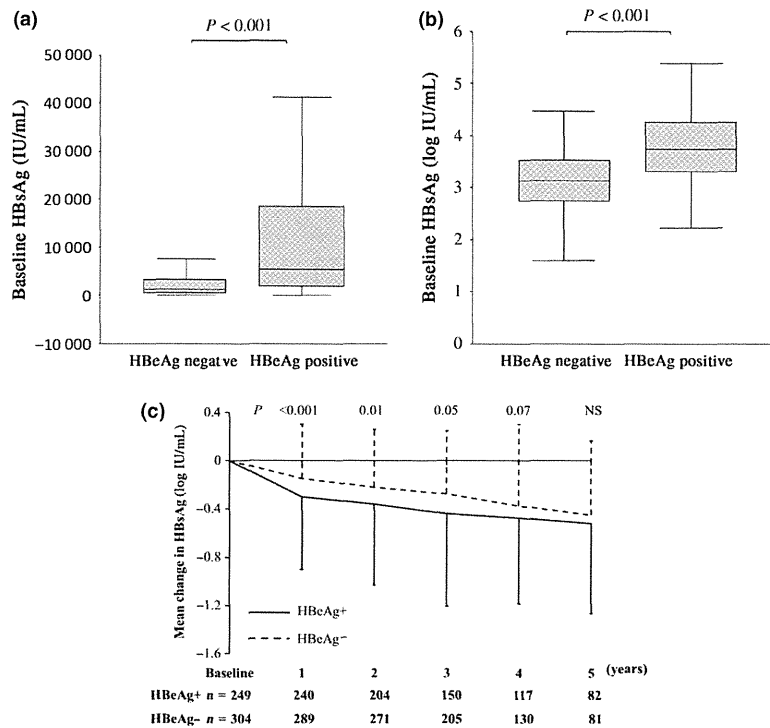 (a)
P < 0.001
Baseline HBsAg (IU/mL)
50 000
40 000
30 000
20 000
10 000
0
−10 000
HBeAg negative
HBeAg positive
(b)
P < 0.001
Baseline HBsAg (log IU/mL)
6
5
4
3
2
1
0
HBeAg negative
HBeAg positive
(c)
P <0.001 0.01 0.05 0.07 NS
Mean change in HBsAg (log IU/mL)
0.4
0
−0.4
−0.8
−1.2
−1.6
HBeAg+
HBeAg−
Baseline 1 2 3 4 5 (years)
HBeAg+ n = 249 240 204 150 117 82
HBeAg− n = 304 289 271 205 130 81